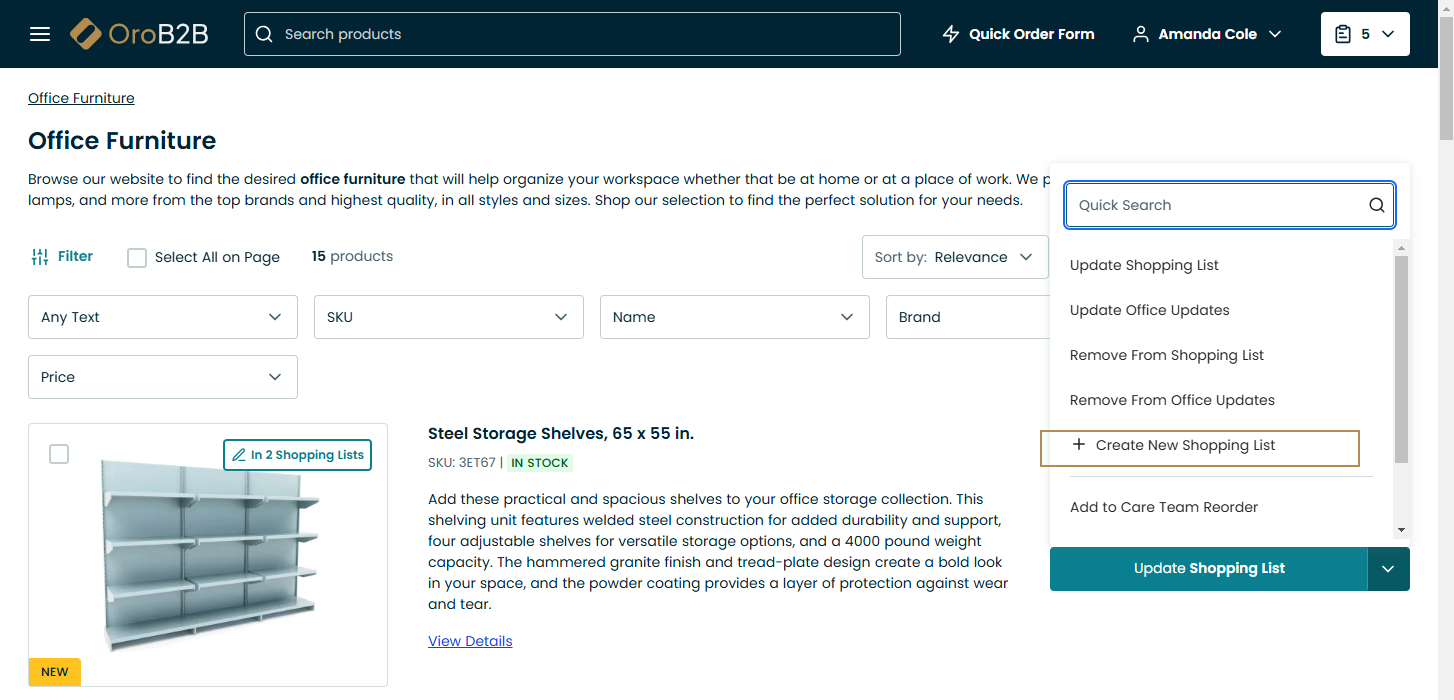 OroB2B
Search products
Quick Order Form
Amanda Cole
5
Office Furniture
Office Furniture
Browse our website to find the desired office furniture that will help organize your workspace whether that be at home or at a place of work. We p
lamps, and more from the top brands and highest quality, in all styles and sizes. Shop our selection to find the perfect solution for your needs.
Filter
Select All on Page
15 products
Sort by: Relevance
Any Text
SKU
Name
Brand
Price
Quick Search
Update Shopping List
Update Office Updates
Remove From Shopping List
Remove From Office Updates
+ Create New Shopping List
Add to Care Team Reorder
Update Shopping List
In 2 Shopping Lists
NEW
Steel Storage Shelves, 65 x 55 in.
SKU: 3ET67 | IN STOCK
Add these practical and spacious shelves to your office storage collection. This
shelving unit features welded steel construction for added durability and support,
four adjustable shelves for versatile storage options, and a 4000 pound weight
capacity. The hammered granite finish and tread-plate design create a bold look
in your space, and the powder coating provides a layer of protection against wear
and tear.
View Details